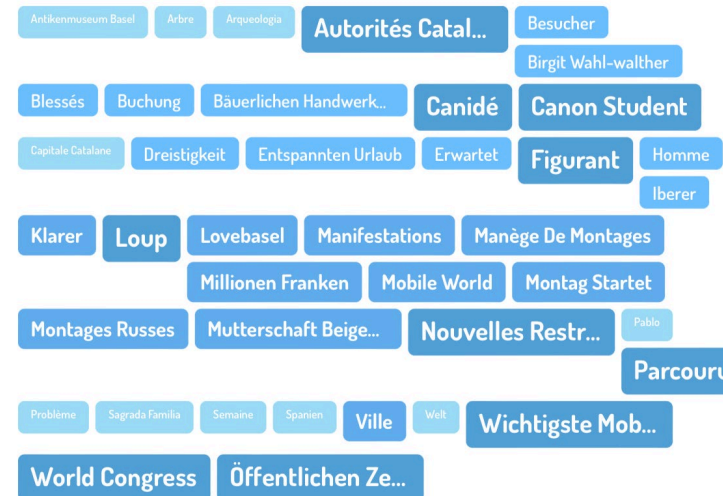 Antikenmuseum Basel Arbre Arqueologia Autorités Catal... Besucher
Birgit Wahl-walther
Blessés Buchung Bäuerlichen Handwerk... Canidé Canon Student
Capitale Catalane Dreistigkeit Entspannten Urlaub Erwartet Figurant Homme
Iberer
Klarer Loup Lovebasel Manifestations Manège De Montages
Millionen Franken Mobile World Montag Startet
Montages Russes Mutterschaft Beige... Nouvelles Restr... Pablo
Parcouru
Problème Sagrada Familia Semaine Spanien Ville Welt Wichtigste Mob...
World Congress Öffentlichen Ze...